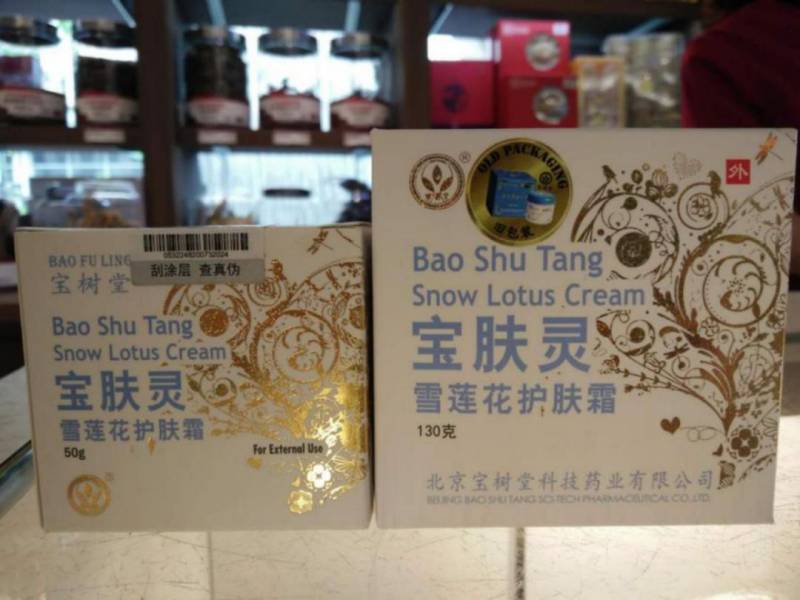 BAO FU LING
宝树堂
0532248200732024
刮涂层 查真伪
Bao Shu Tang
Snow Lotus Cream
宝肤灵
雪莲花护肤霜
50g
For External Use
OLD PACKAGING
旧包装
外
Bao Shu Tang
Snow Lotus Cream
宝肤灵
雪莲花护肤霜
130克
北京宝树堂科技药业有限公司
BEIJING BAO SHU TANG SCI-TECH PHARMACEUTICAL CO.,LTD.